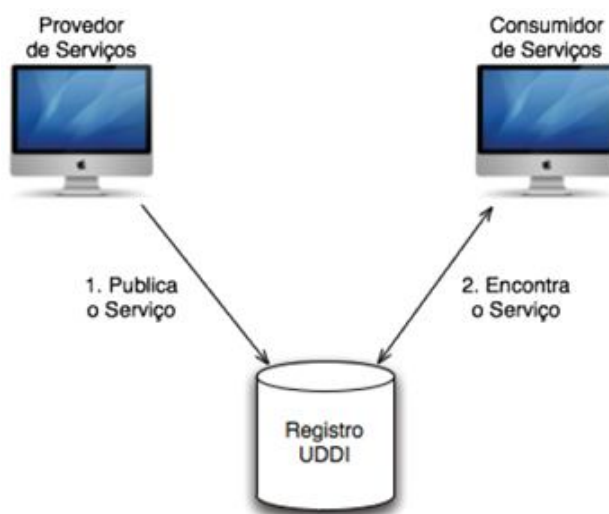 Provedor
de Serviços
Consumidor
de Serviços
1. Publica
o Serviço
2. Encontra
o Serviço
Registro
UDDI